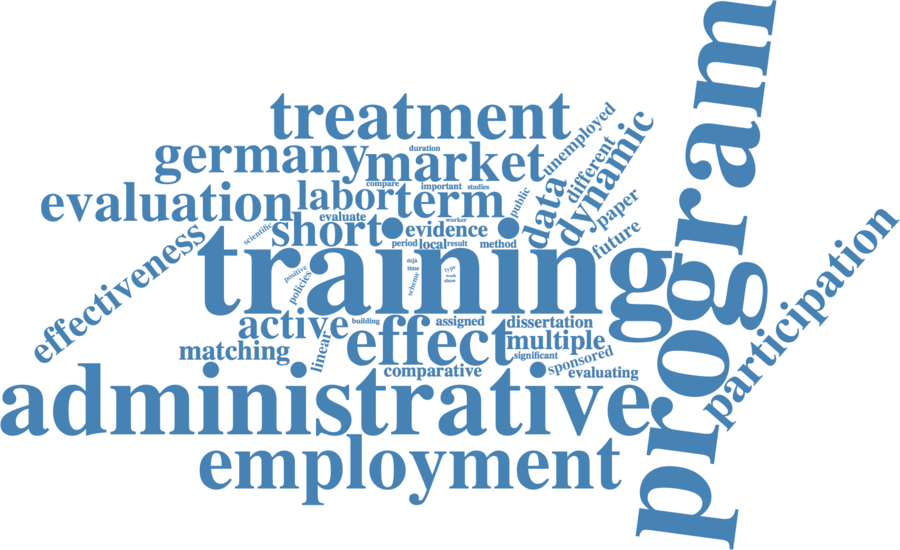 program
treatment
unemployed
duration
dynamic
germany
market
different
compare
important
studies
data
evaluation
labor
term
public
paper
evaluate
worker
scientific
short
evidence
participation
effectiveness
period
local
result
method
future
training
déjà
time
type
work
show
positive
policies
scheme
active
building
assigned
dissertation
linear
effect
multiple
matching
significant
sponsored
comparative
evaluating
administrative
employment